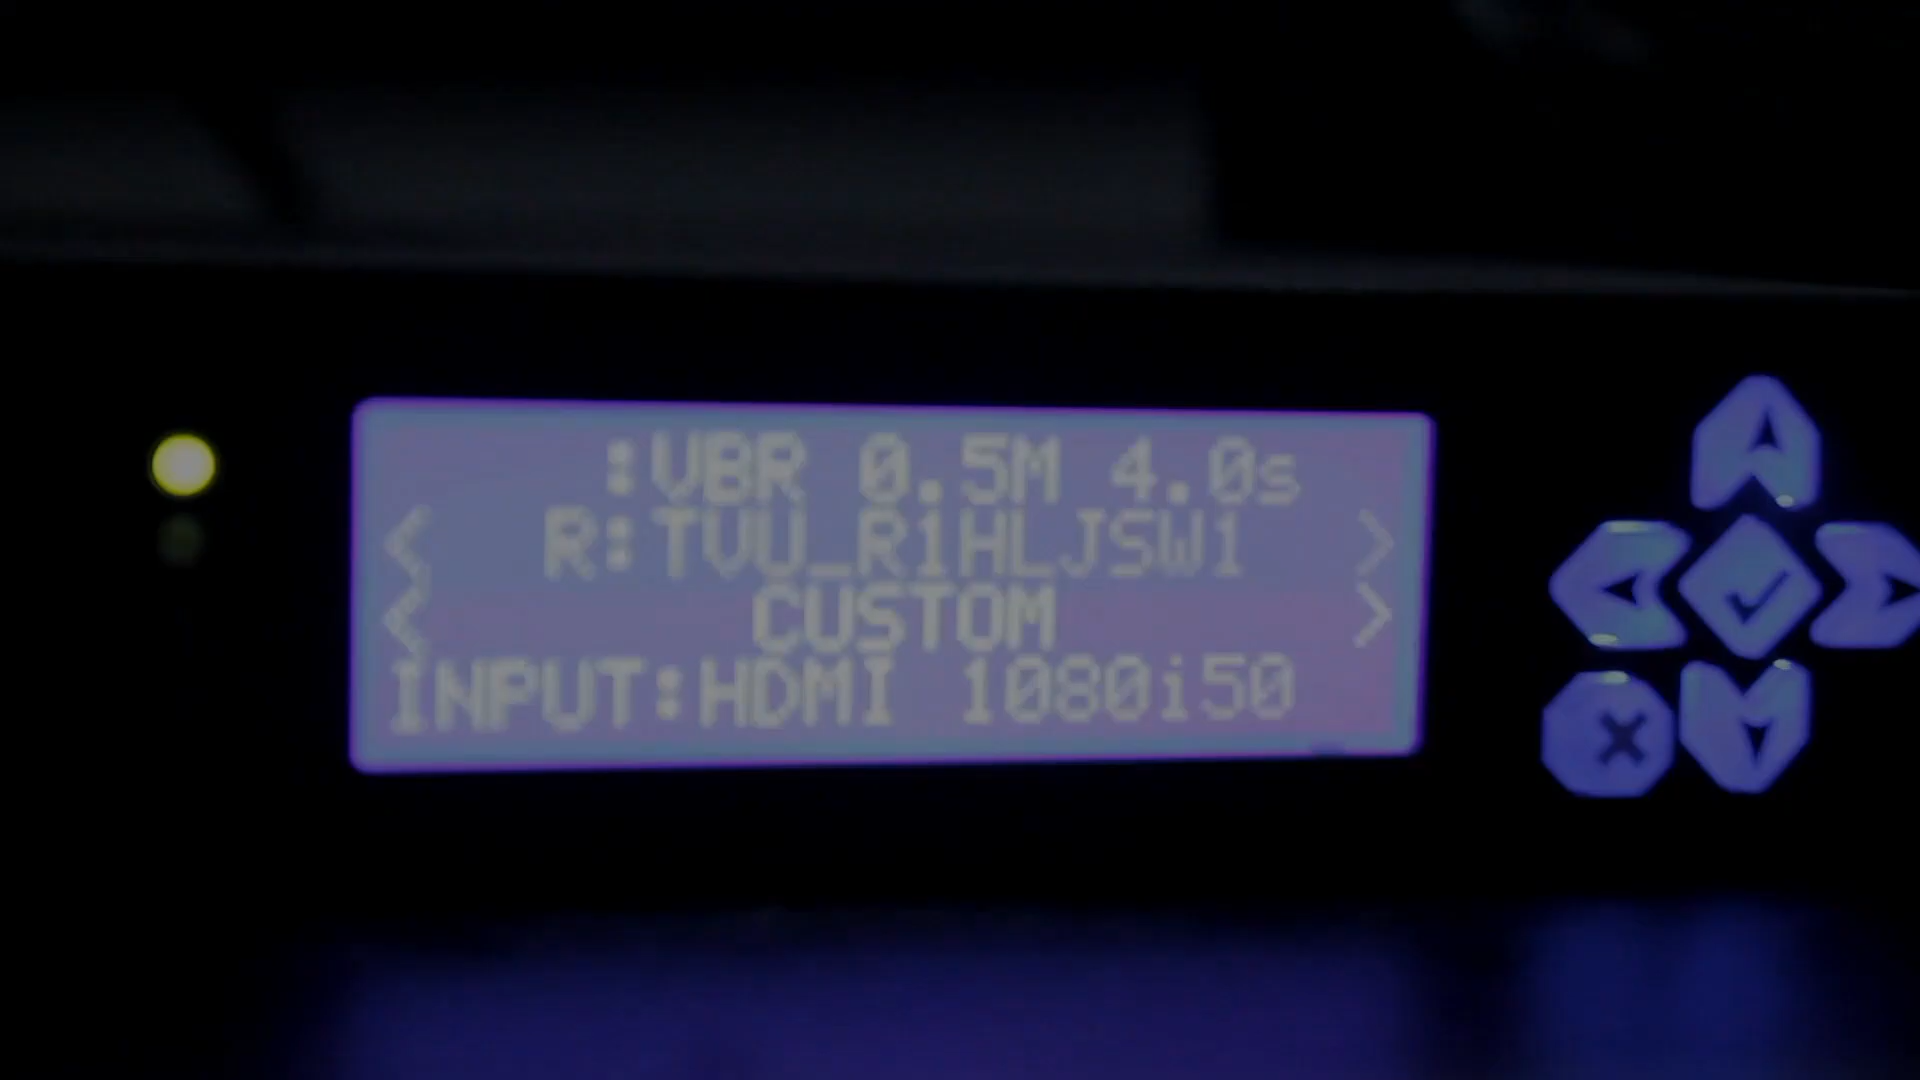 :VBR 0.5M 4.0s
< R:TVU_R1HLJSW1 >
< CUSTOM >
INPUT:HDMI 1080i50